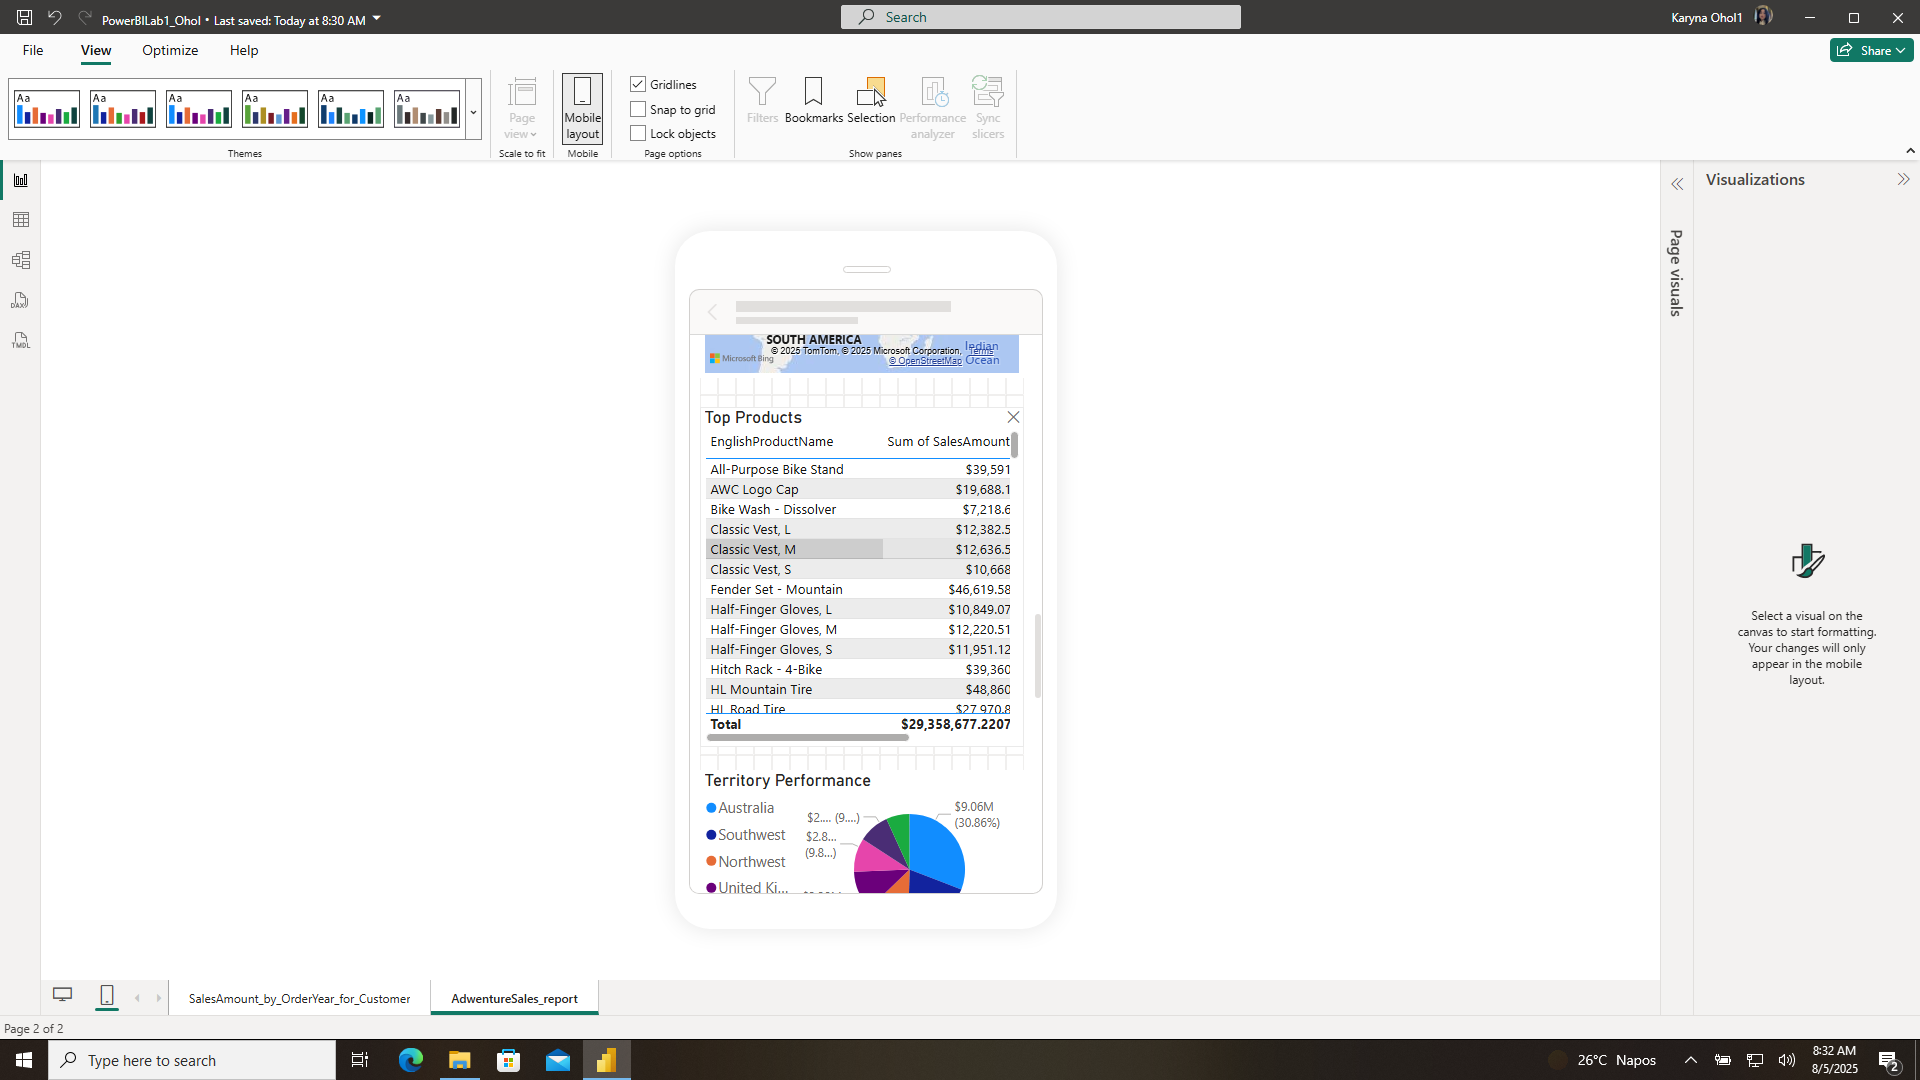 PowerBILab1_Ohol • Last saved: Today at 8:30 AM
Search
Karyna Ohol1
File
View
Optimize
Help
Share
Aa
Aa
Aa
Aa
Aa
Aa
Themes
Page view
Scale to fit
Mobile layout
Mobile
Gridlines
Snap to grid
Lock objects
Page options
Filters
Bookmarks
Selection
Performance analyzer
Sync slicers
Show panes
DAX
TMDL
SOUTH AMERICA
Indian Ocean
Microsoft Bing
© 2025 TomTom, © 2025 Microsoft Corporation, Terms
© OpenStreetMap
Top Products
EnglishProductName Sum of SalesAmount
All-Purpose Bike Stand $39,591
AWC Logo Cap $19,688.1
Bike Wash - Dissolver $7,218.6
Classic Vest, L $12,382.5
Classic Vest, M $12,636.5
Classic Vest, S $10,668
Fender Set - Mountain $46,619.58
Half-Finger Gloves, L $10,849.07
Half-Finger Gloves, M $12,220.51
Half-Finger Gloves, S $11,951.12
Hitch Rack - 4-Bike $39,360
HL Mountain Tire $48,860
HL Road Tire $27,970.8
Total $29,358,677.2207
Territory Performance
Australia
Southwest
Northwest
United Ki...
$2.... (9....)
$2.8...
(9.8...)
$9.06M
(30.86%)
Page visuals
Visualizations
Select a visual on the
canvas to start formatting.
Your changes will only
appear in the mobile
layout.
SalesAmount_by_OrderYear_for_Customer
AdwentureSales_report
Page 2 of 2
Type here to search
26°C Napos
8:32 AM
8/5/2025
2